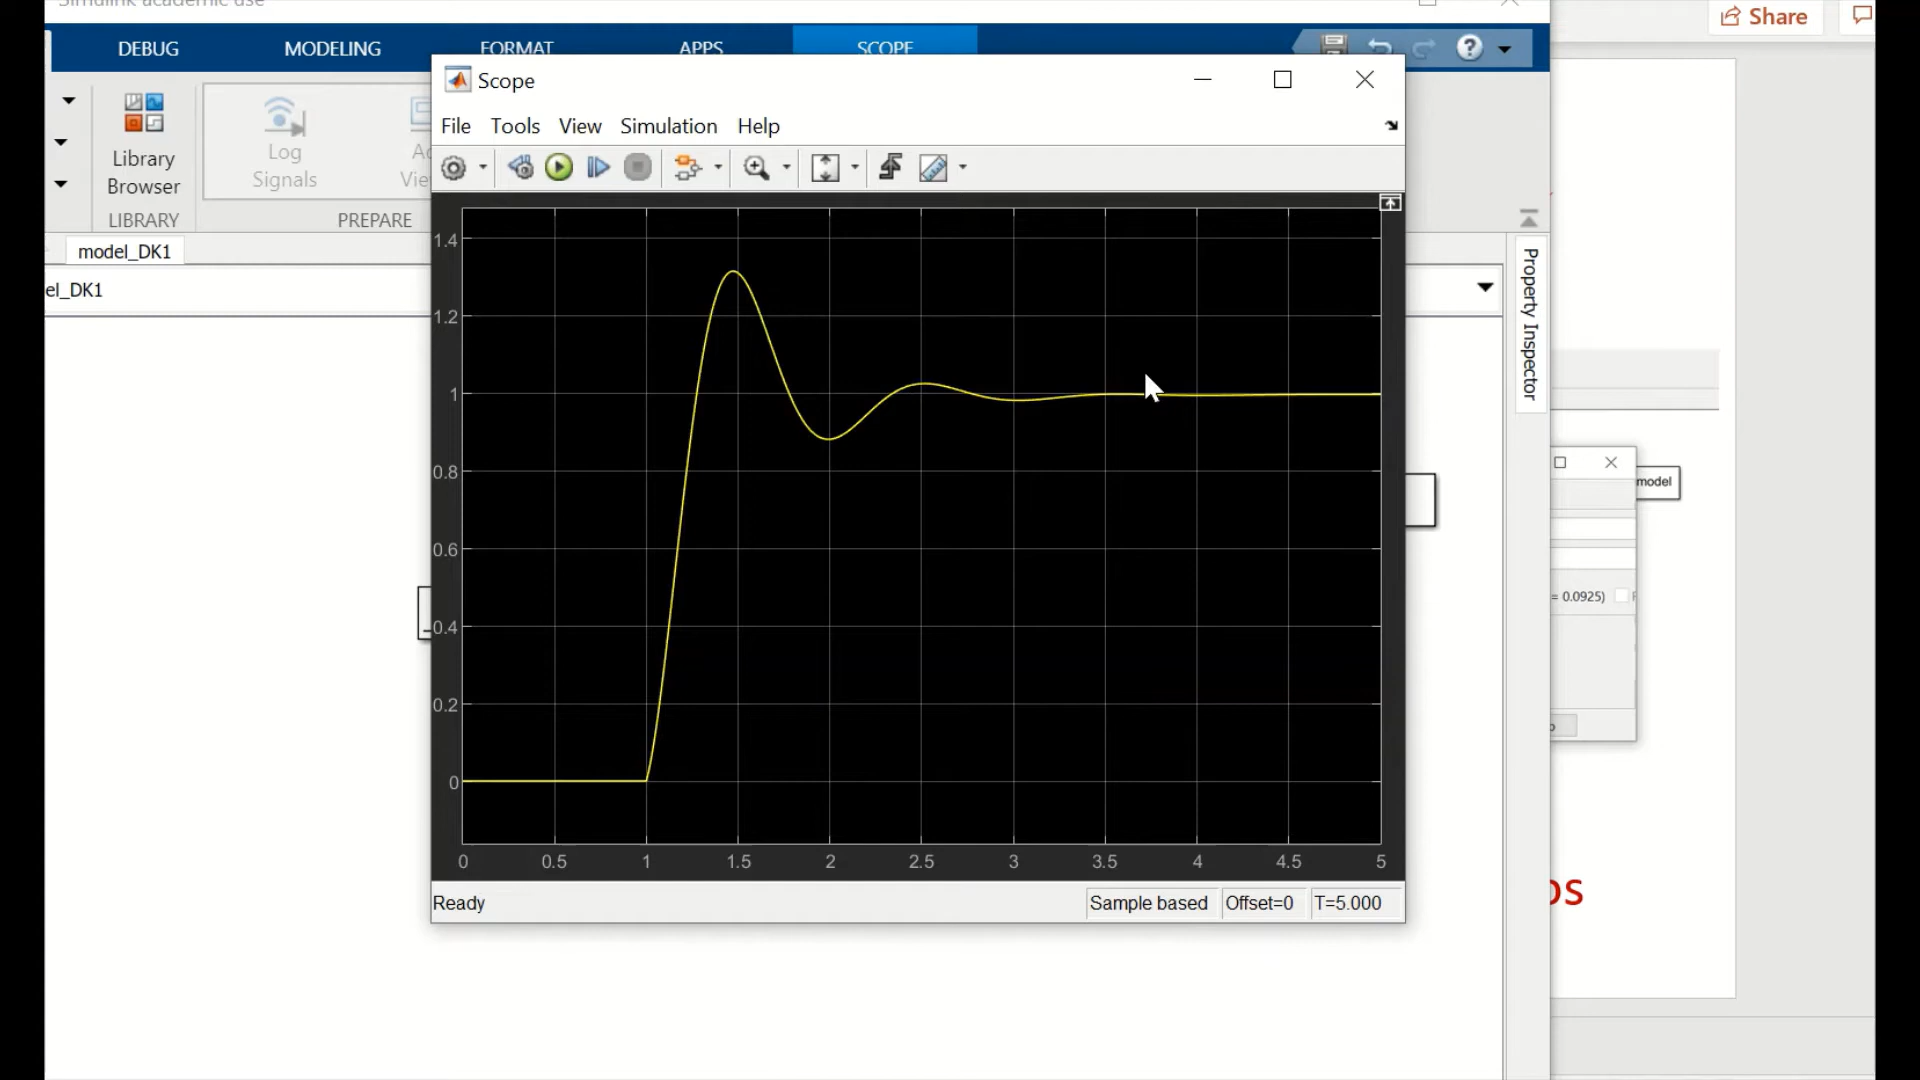 Simulink academic use
Share
DEBUG
MODELING
FORMAT
APPS
SCOPE
Scope
File
Tools
View
Simulation
Help
Library
Browser
Log
Signals
LIBRARY
PREPARE
model_DK1
el_DK1
Property Inspector
model
= 0.0925)
1.4
1.2
1
0.8
0.6
0.4
0.2
0
0
0.5
1
1.5
2
2.5
3
3.5
4
4.5
5
Ready
Sample based
Offset=0
T=5.000